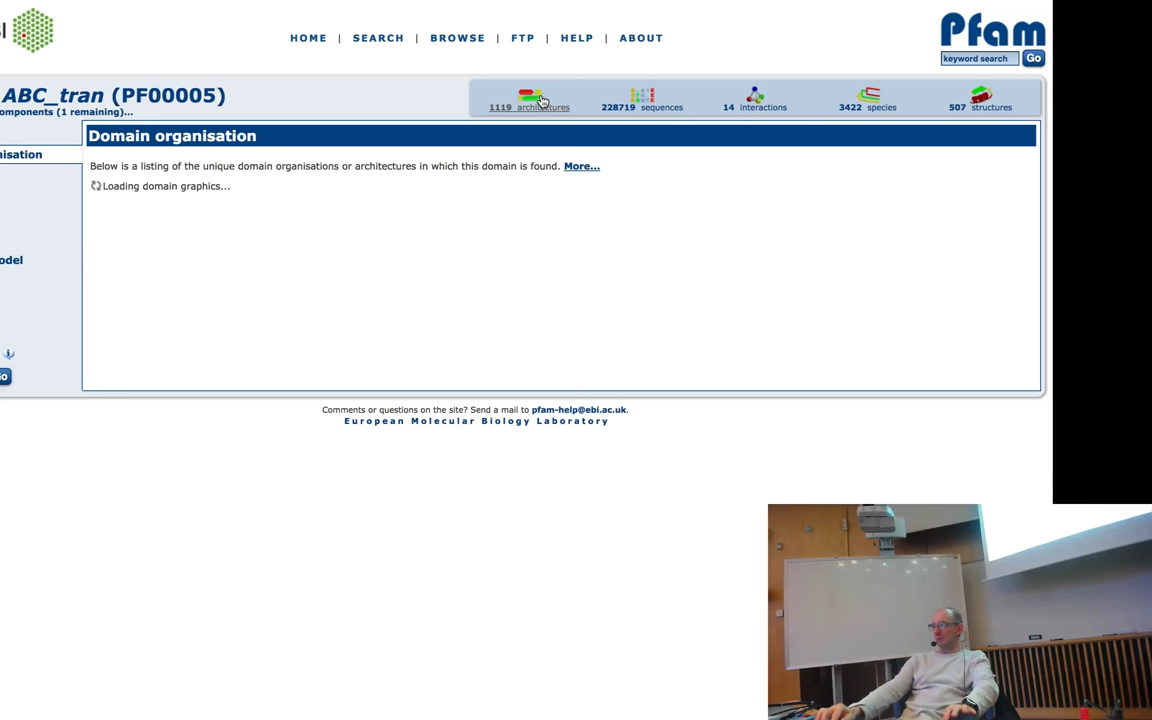 HOME | SEARCH | BROWSE | FTP | HELP | ABOUT
Pfam
keyword search Go
ABC_tran (PF00005)
omponents (1 remaining)...
1119 architectures
228719 sequences
14 interactions
3422 species
507 structures
nisation
odel
Domain organisation
Below is a listing of the unique domain organisations or architectures in which this domain is found. More...
Loading domain graphics...
Comments or questions on the site? Send a mail to pfam-help@ebi.ac.uk.
European Molecular Biology Laboratory